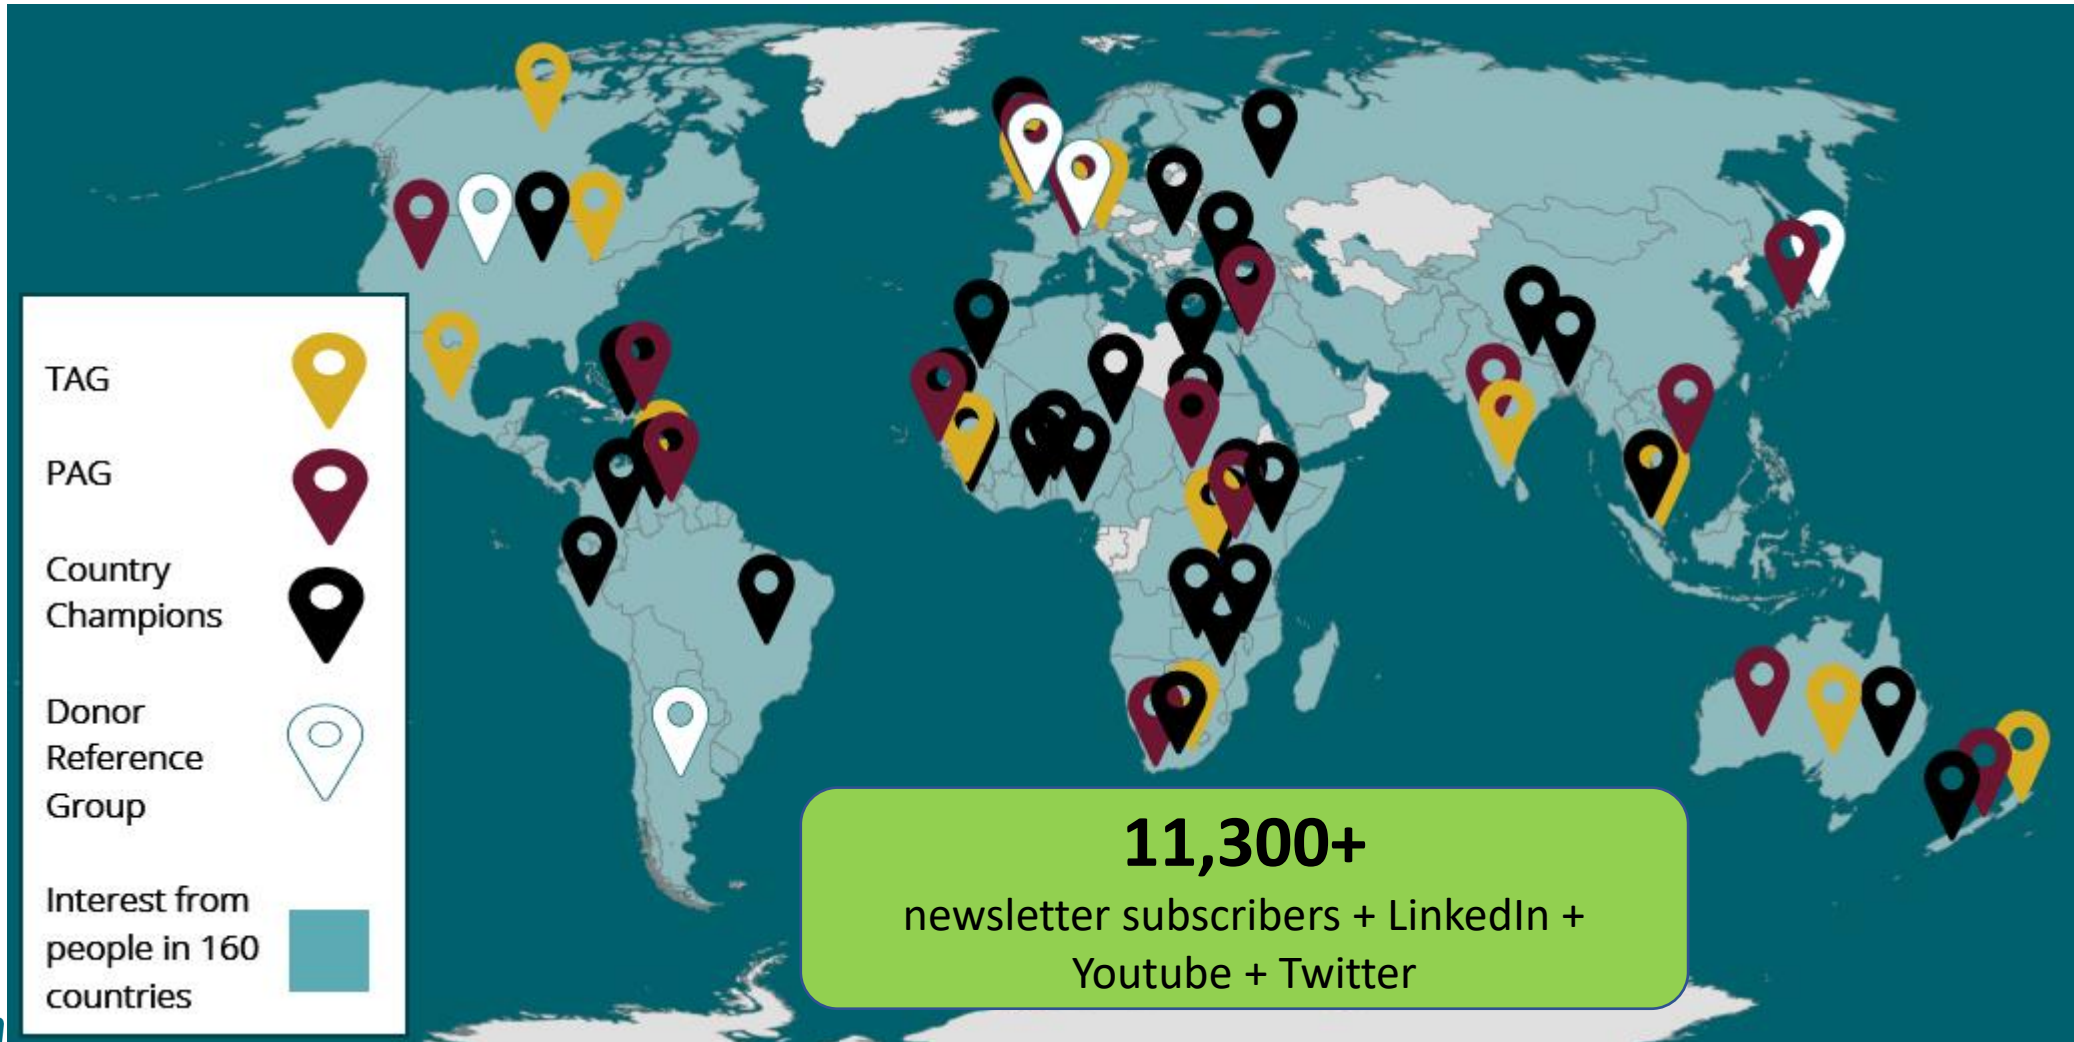 TAG
PAG
Country
Champions
Donor
Reference
Group
Interest from
people in 160
countries
11,300+
newsletter subscribers + LinkedIn +
Youtube + Twitter